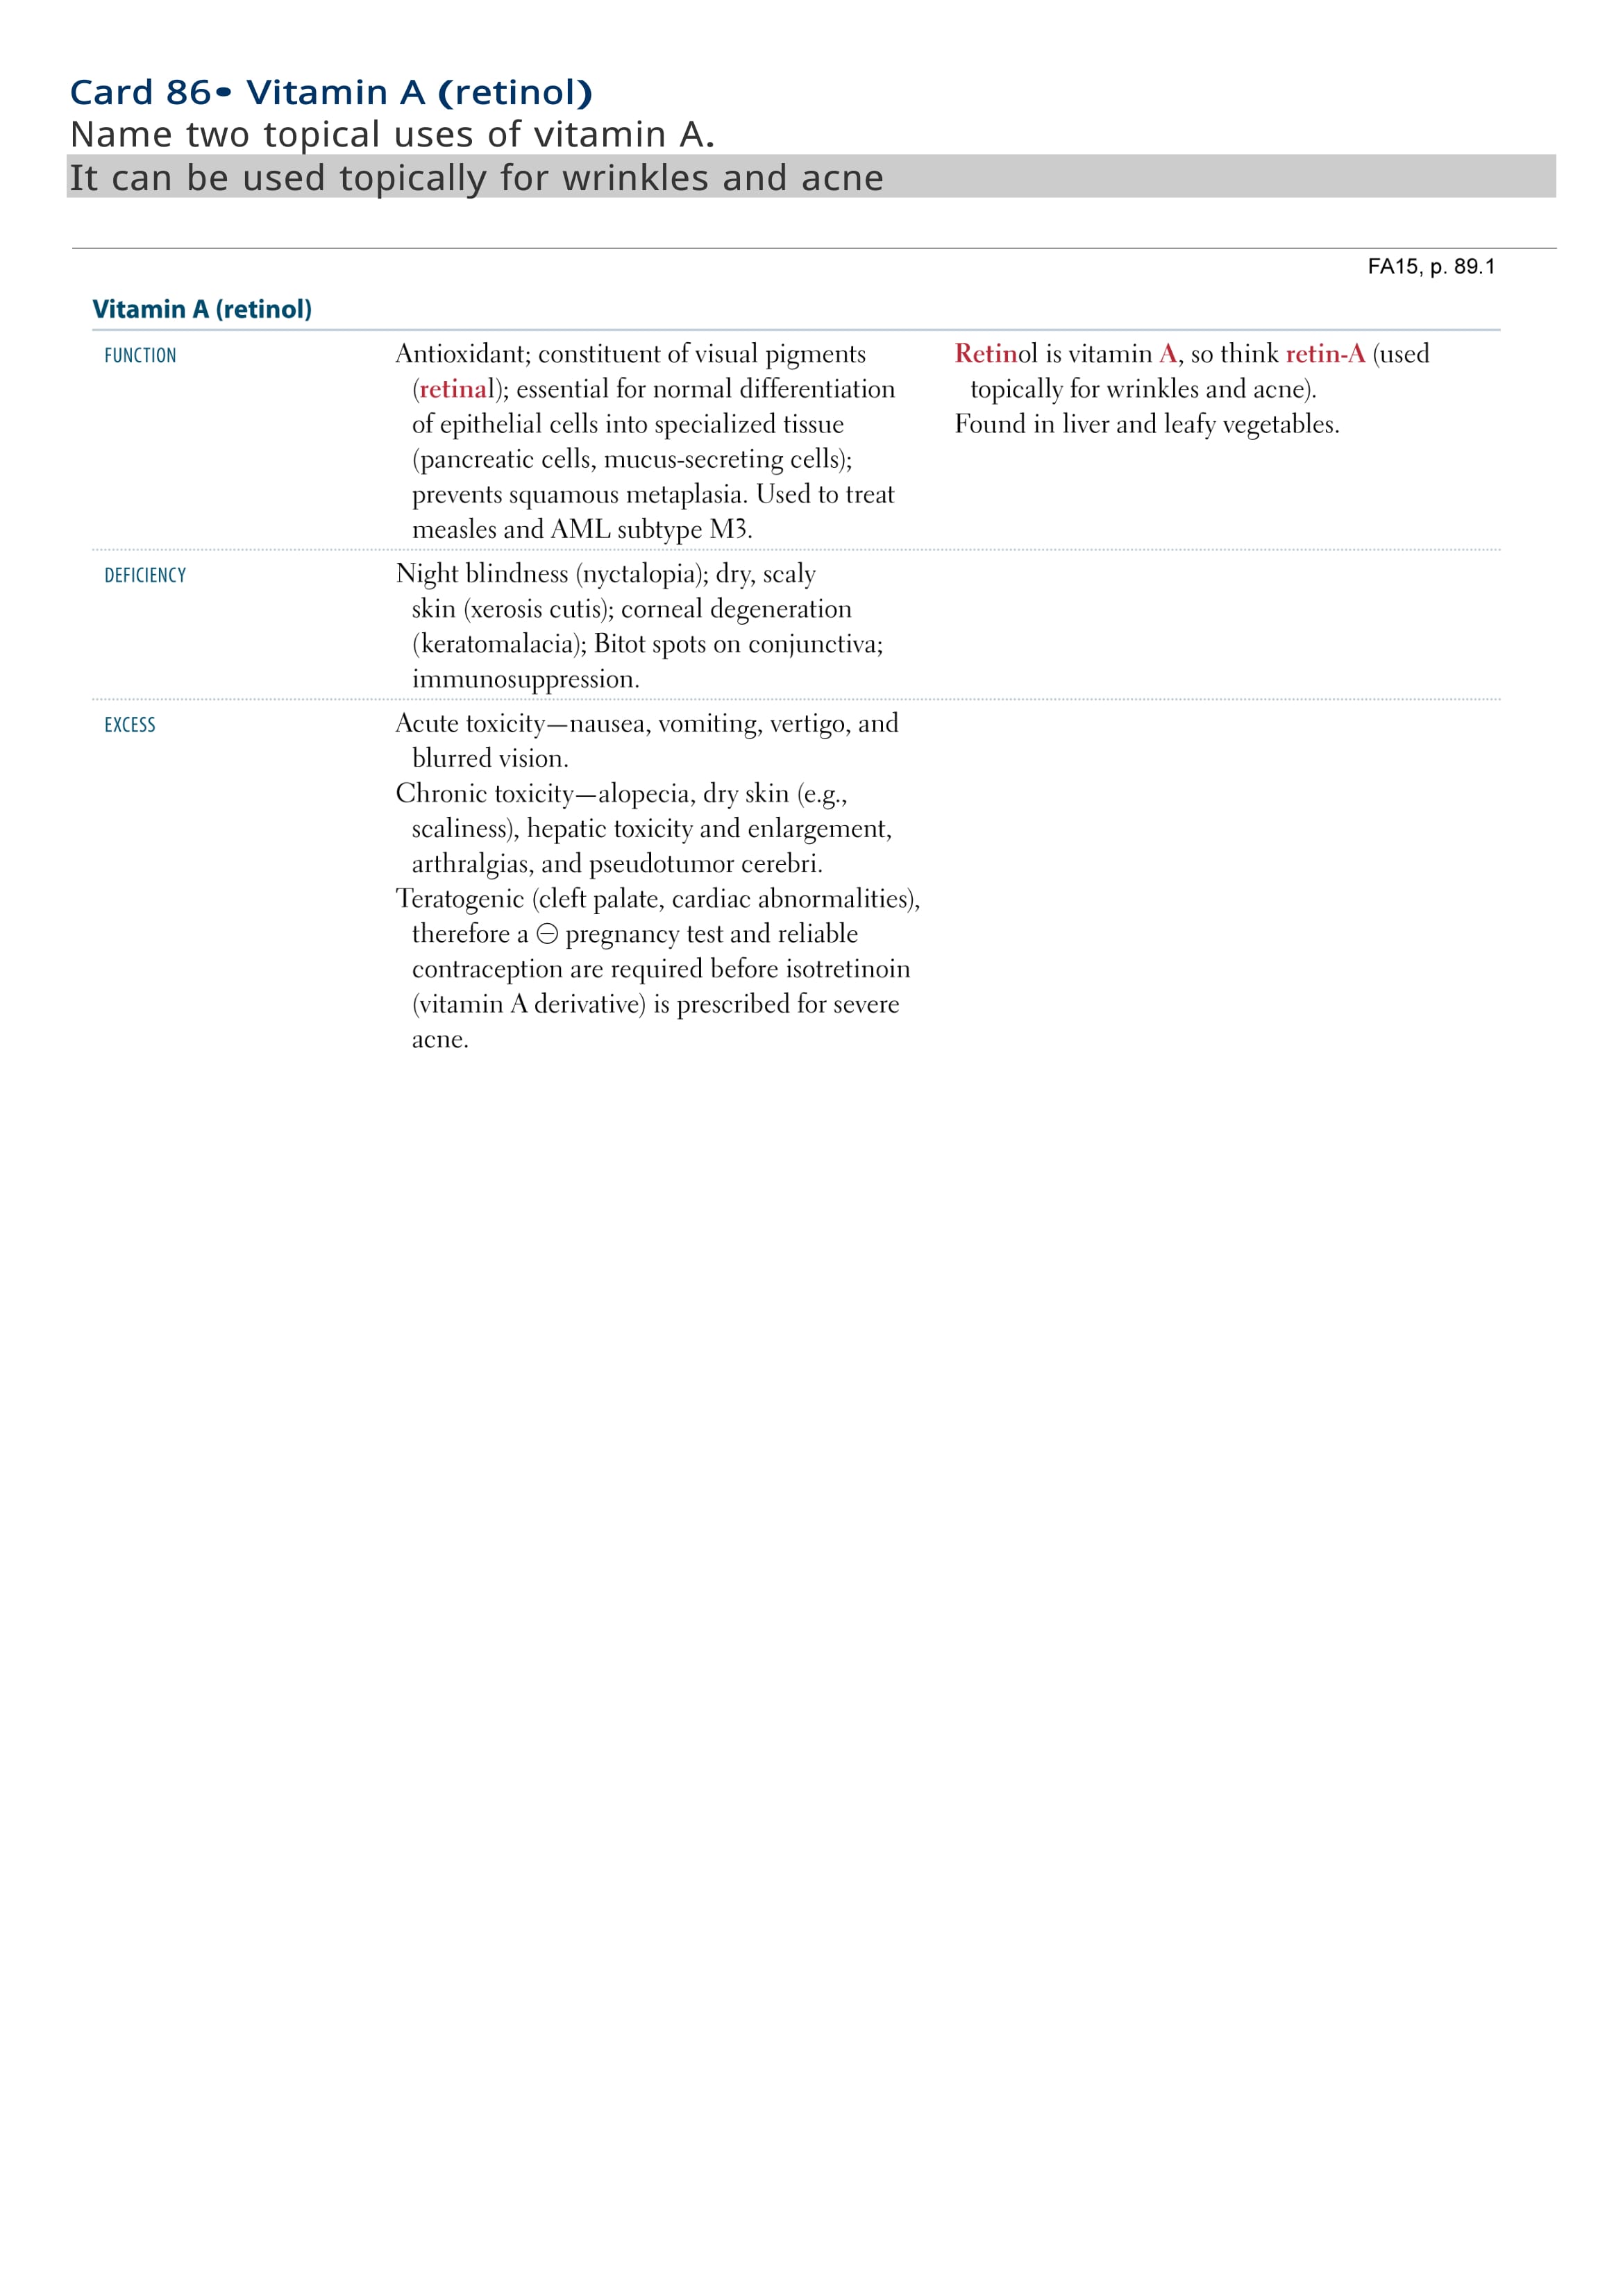 Card 86• Vitamin A (retinol)
Name two topical uses of vitamin A.
It can be used topically for wrinkles and acne
FA15, p. 89.1
Vitamin A (retinol)
FUNCTION
Antioxidant; constituent of visual pigments
(retinal); essential for normal differentiation
of epithelial cells into specialized tissue
(pancreatic cells, mucus-secreting cells);
prevents squamous metaplasia. Used to treat
measles and AML subtype M3.
Retinol is vitamin A, so think retin-A (used
topically for wrinkles and acne).
Found in liver and leafy vegetables.
DEFICIENCY
Night blindness (nyctalopia); dry, scaly
skin (xerosis cutis); corneal degeneration
(keratomalacia); Bitot spots on conjunctiva;
immunosuppression.
EXCESS
Acute toxicity—nausea, vomiting, vertigo, and
blurred vision.
Chronic toxicity—alopecia, dry skin (e.g.,
scaliness), hepatic toxicity and enlargement,
arthralgias, and pseudotumor cerebri.
Teratogenic (cleft palate, cardiac abnormalities),
therefore a ⊖ pregnancy test and reliable
contraception are required before isotretinoin
(vitamin A derivative) is prescribed for severe
acne.